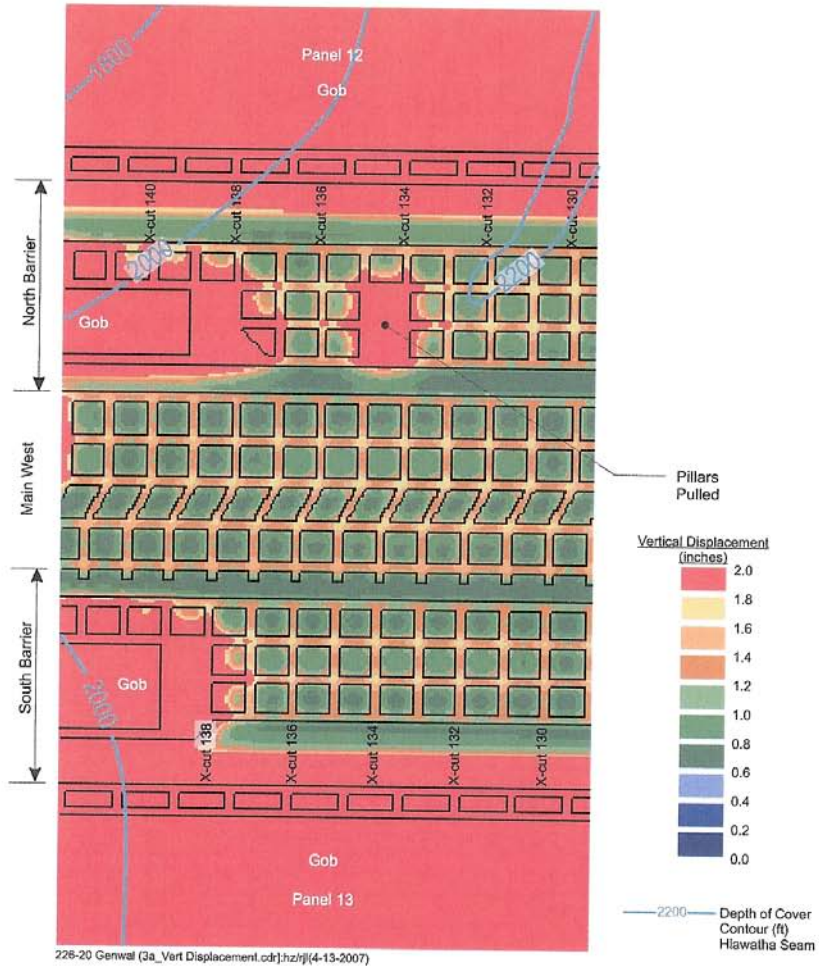 1800
Panel 12
Gob
X-cut 140
X-cut 138
X-cut 136
X-cut 134
X-cut 132
X-cut 130
2000
2200
North Barrier
Gob
Main West
Pillars
Pulled
Vertical Displacement
(inches)
2.0
1.8
1.6
1.4
1.2
1.0
0.8
0.6
0.4
0.2
0.0
South Barrier
Gob
2000
X-cut 138
X-cut 136
X-cut 134
X-cut 132
X-cut 130
Gob
Panel 13
2200
Depth of Cover
Contour (ft)
Hiawatha Seam
226-20 Genwal (3a_Vert Displacement.cdr]:hz/rjl(4-13-2007)